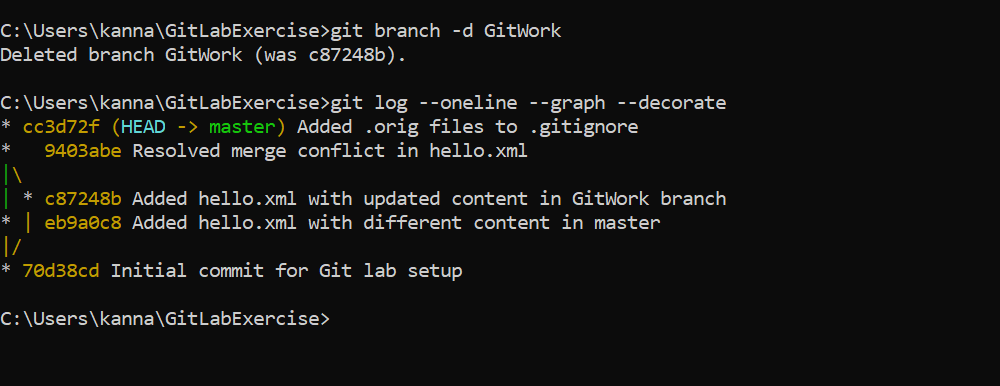 C:\Users\kanna\GitLabExercise>git branch -d GitWork
Deleted branch GitWork (was c87248b).
C:\Users\kanna\GitLabExercise>git log --oneline --graph --decorate
* cc3d72f (HEAD -> master) Added .orig files to .gitignore
*   9403abe Resolved merge conflict in hello.xml
|\
| * c87248b Added hello.xml with updated content in GitWork branch
* | eb9a0c8 Added hello.xml with different content in master
|/
* 70d38cd Initial commit for Git lab setup
C:\Users\kanna\GitLabExercise>